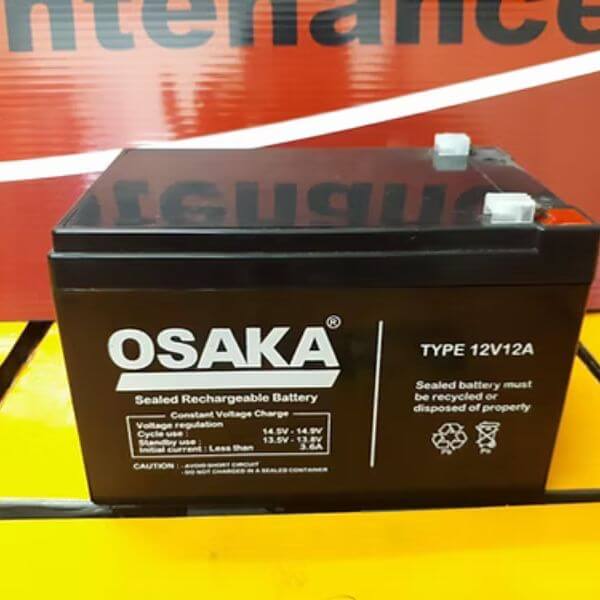 ntenance
OSAKA®
Sealed Rechargeable Battery
Constant Voltage Charge
Voltage regulation
Cycle use : 14.5V - 14.9V
Standby use : 13.5V - 13.8V
Initial current : Less than 3.6A
CAUTION : - AVOID SHORT CIRCUIT
- DO NOT CHARGED IN A SEALED CONTAINER
TYPE 12V12A
Sealed battery must
be recycled or
disposed of property